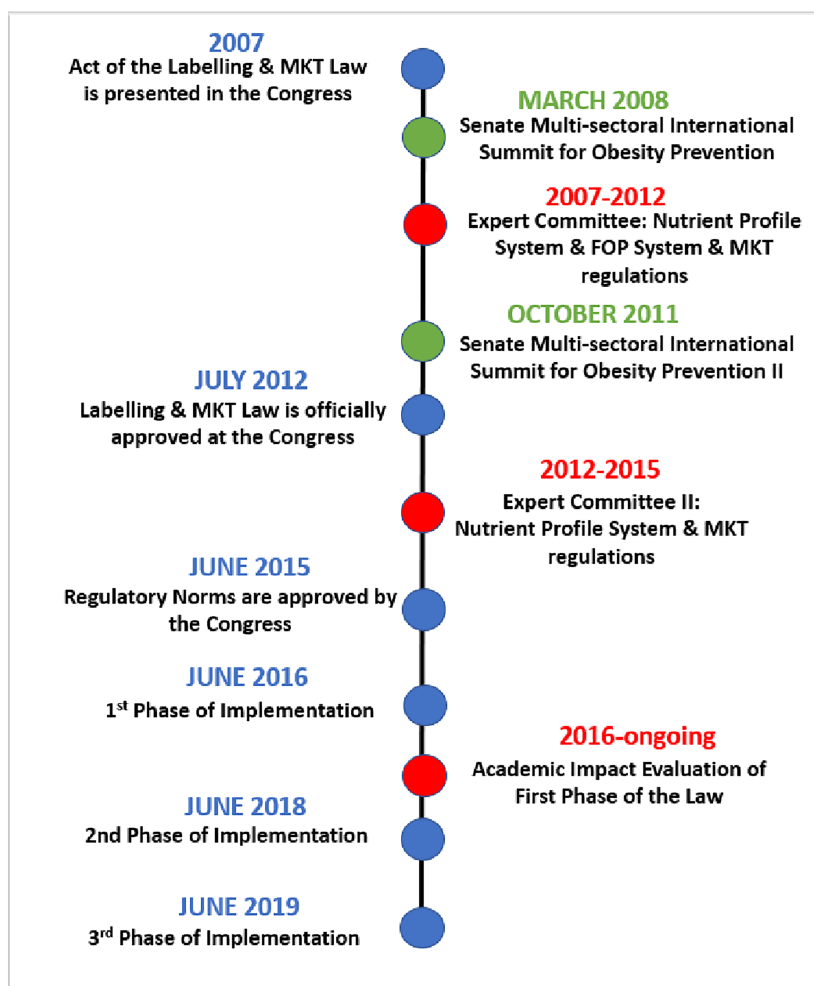 2007
Act of the Labelling & MKT Law
is presented in the Congress
MARCH 2008
Senate Multi-sectoral International
Summit for Obesity Prevention
2007-2012
Expert Committee: Nutrient Profile
System & FOP System & MKT
regulations
OCTOBER 2011
Senate Multi-sectoral International
Summit for Obesity Prevention II
JULY 2012
Labelling & MKT Law is officially
approved at the Congress
2012-2015
Expert Committee II:
Nutrient Profile System & MKT
regulations
JUNE 2015
Regulatory Norms are approved by
the Congress
JUNE 2016
1st Phase of Implementation
2016-ongoing
Academic Impact Evaluation of
First Phase of the Law
JUNE 2018
2nd Phase of Implementation
JUNE 2019
3rd Phase of Implementation